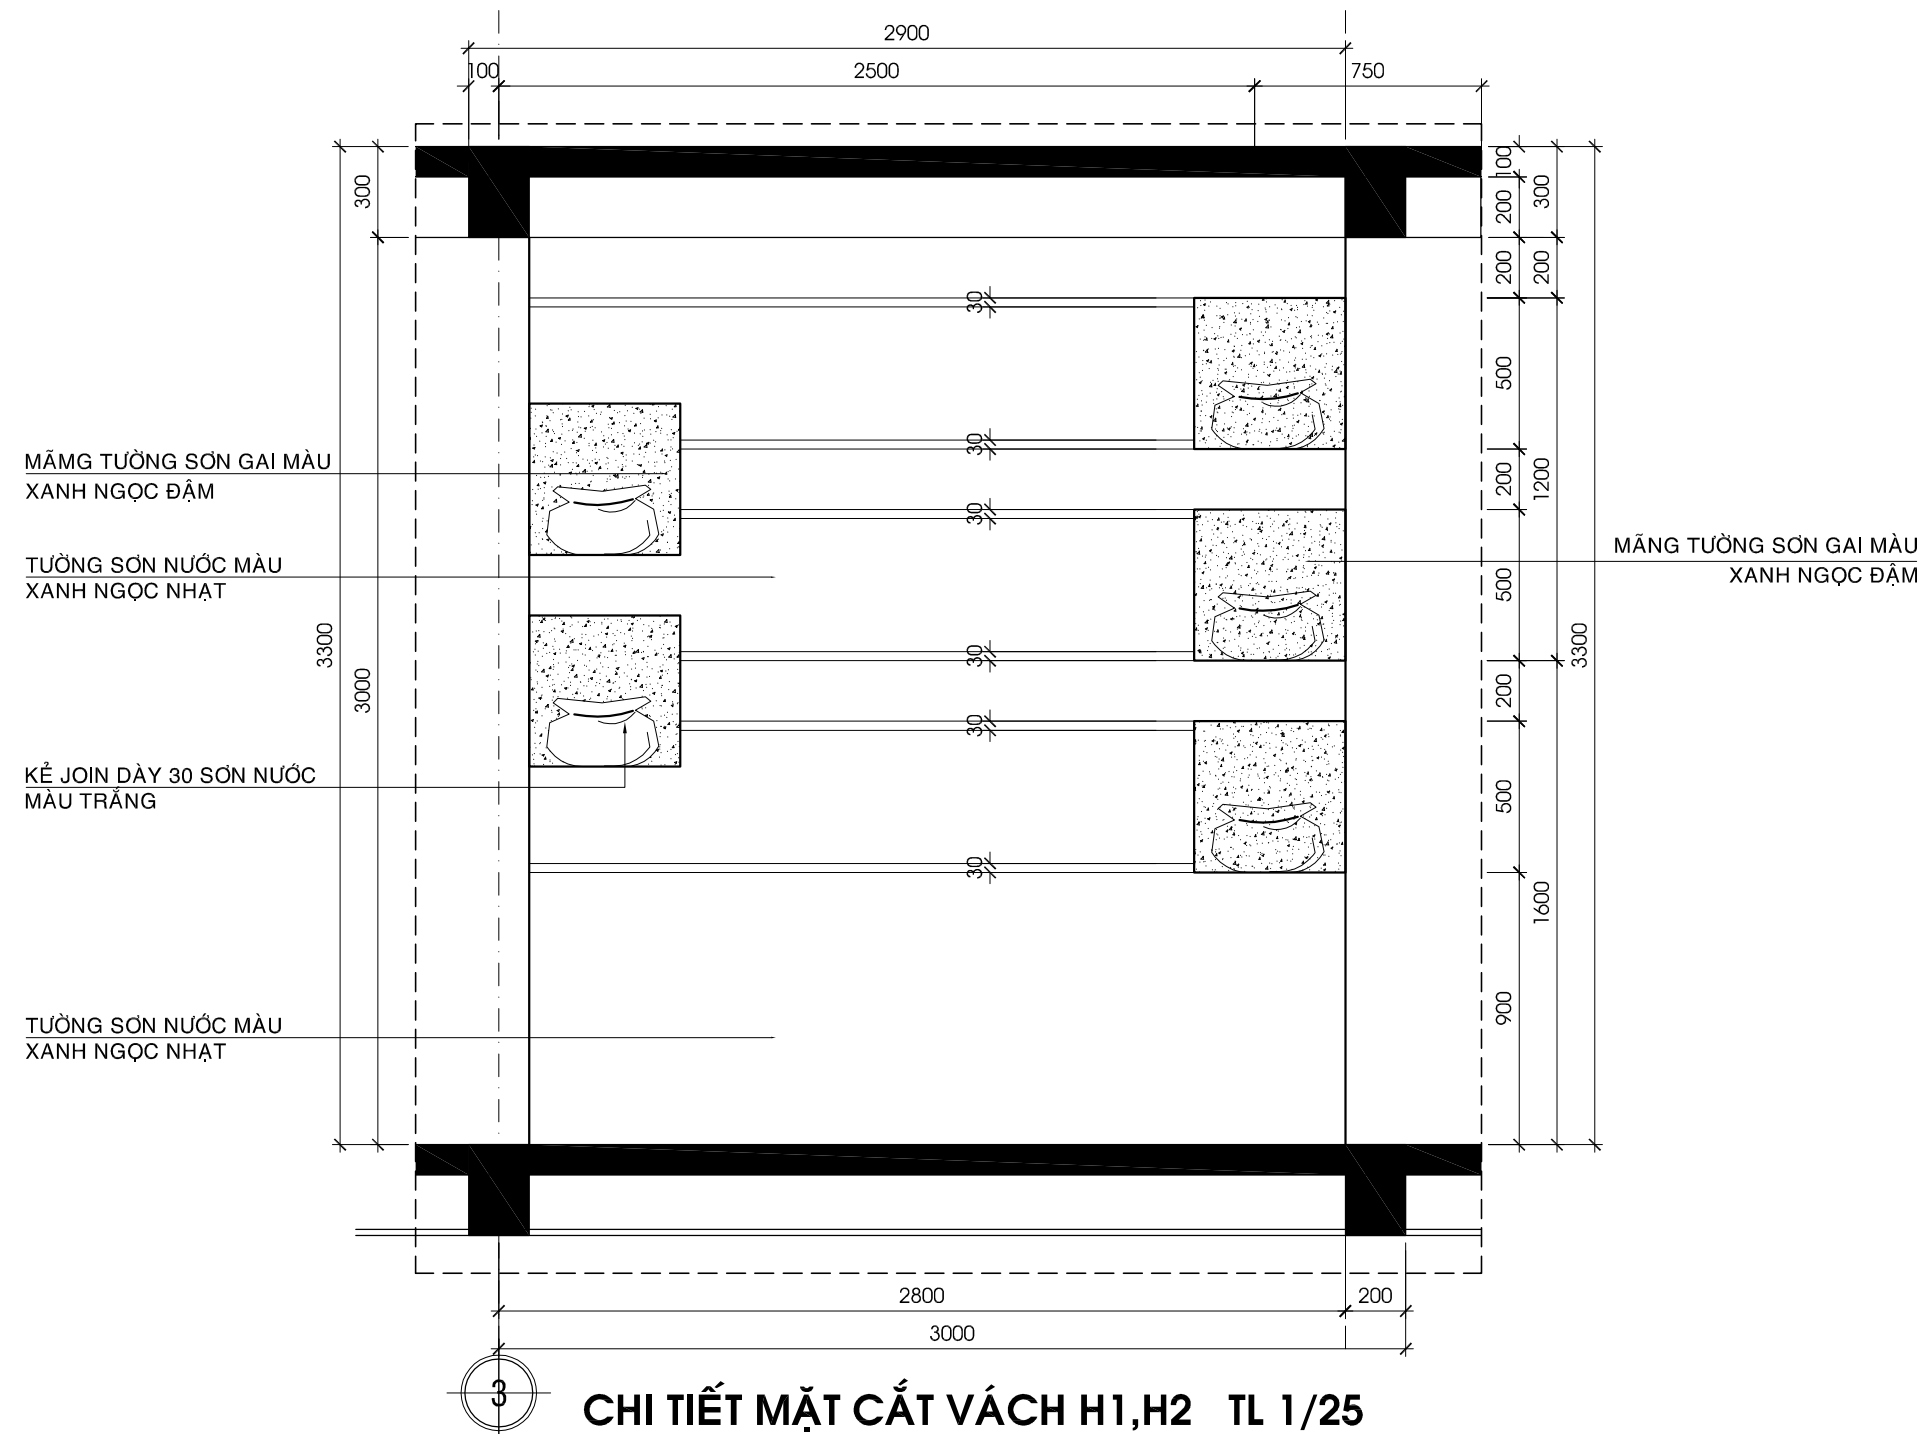 2900
100
2500
750
300
100
200
300
200
200
30
500
30
MÃMG TƯỜNG SƠN GAI MÀU
XANH NGỌC ĐẬM
200
1200
30
MÃNG TƯỜNG SƠN GAI MÀU
XANH NGỌC ĐẬM
TƯỜNG SƠN NƯỚC MÀU
XANH NGỌC NHẠT
500
3300
3000
30
3300
200
30
KẺ JOIN DÀY 30 SƠN NƯỚC
MÀU TRẮNG
500
30
1600
900
TƯỜNG SƠN NƯỚC MÀU
XANH NGỌC NHẠT
2800
200
3000
3
CHI TIẾT MẶT CẮT VÁCH H1,H2 TL 1/25